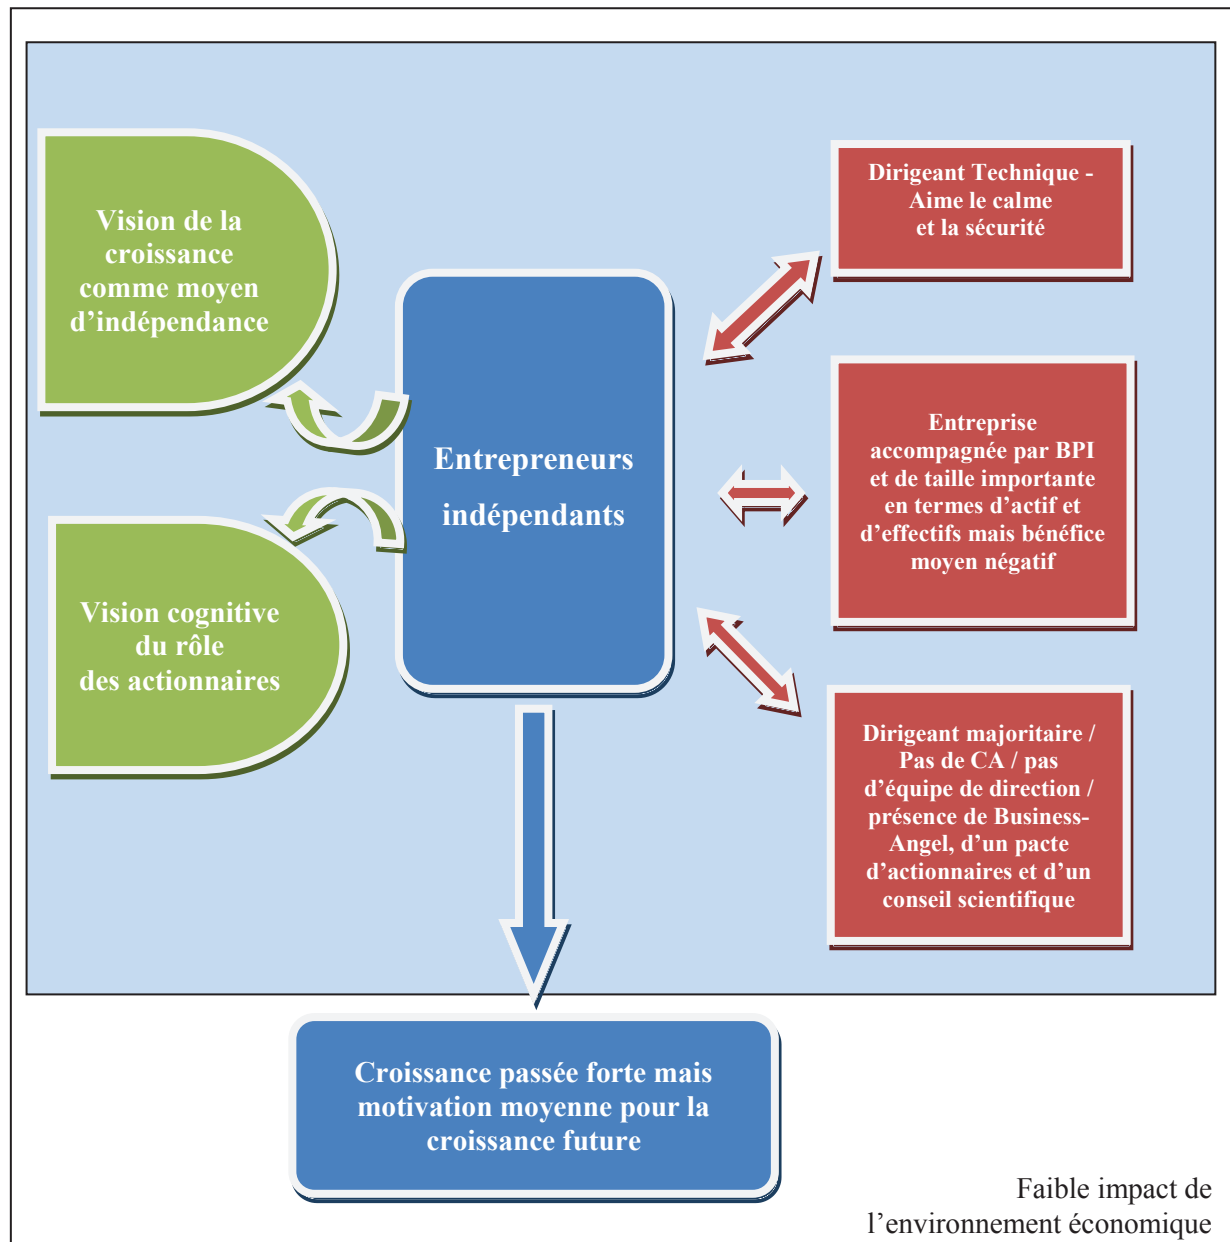 Vision de la
croissance
comme moyen
d’indépendance
Vision cognitive
du rôle
des actionnaires
Entrepreneurs
indépendants
Dirigeant Technique -
Aime le calme
et la sécurité
Entreprise
accompagnée par BPI
et de taille importante
en termes d’actif et
d’effectifs mais bénéfice
moyen négatif
Dirigeant majoritaire /
Pas de CA / pas
d’équipe de direction /
présence de Business-
Angel, d’un pacte
d’actionnaires et d’un
conseil scientifique
Croissance passée forte mais
motivation moyenne pour la
croissance future
Faible impact de
l’environnement économique